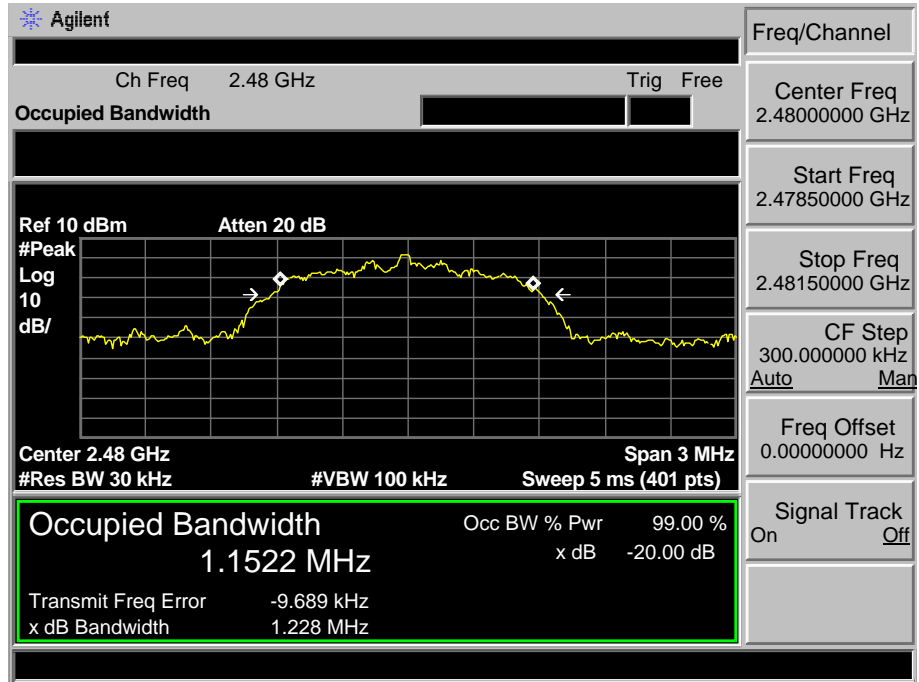 Agilent
Ch Freq 2.48 GHz Trig Free
Occupied Bandwidth
Ref 10 dBm Atten 20 dB
#Peak
Log
10
dB/
Center 2.48 GHz Span 3 MHz
#Res BW 30 kHz #VBW 100 kHz Sweep 5 ms (401 pts)
Occupied Bandwidth Occ BW % Pwr 99.00 %
1.1522 MHz x dB -20.00 dB
Transmit Freq Error -9.689 kHz
x dB Bandwidth 1.228 MHz
Freq/Channel
Center Freq
2.48000000 GHz
Start Freq
2.47850000 GHz
Stop Freq
2.48150000 GHz
CF Step
300.000000 kHz
Auto Man
Freq Offset
0.00000000 Hz
Signal Track
On Off